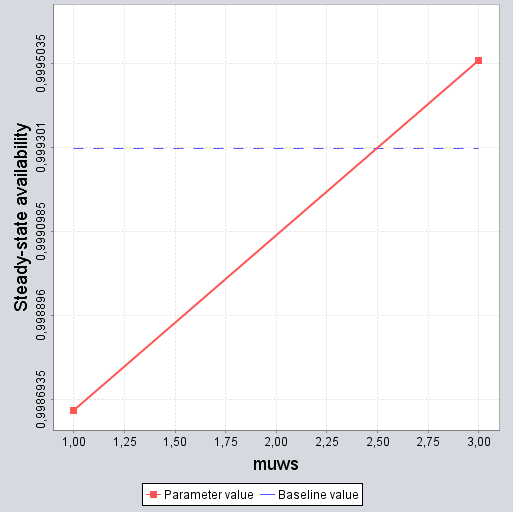 Steady-state availability
0,9995035
0,999301
0,9990985
0,998896
0,9986935
1,00 1,25 1,50 1,75 2,00 2,25 2,50 2,75 3,00
muws
Parameter value Baseline value